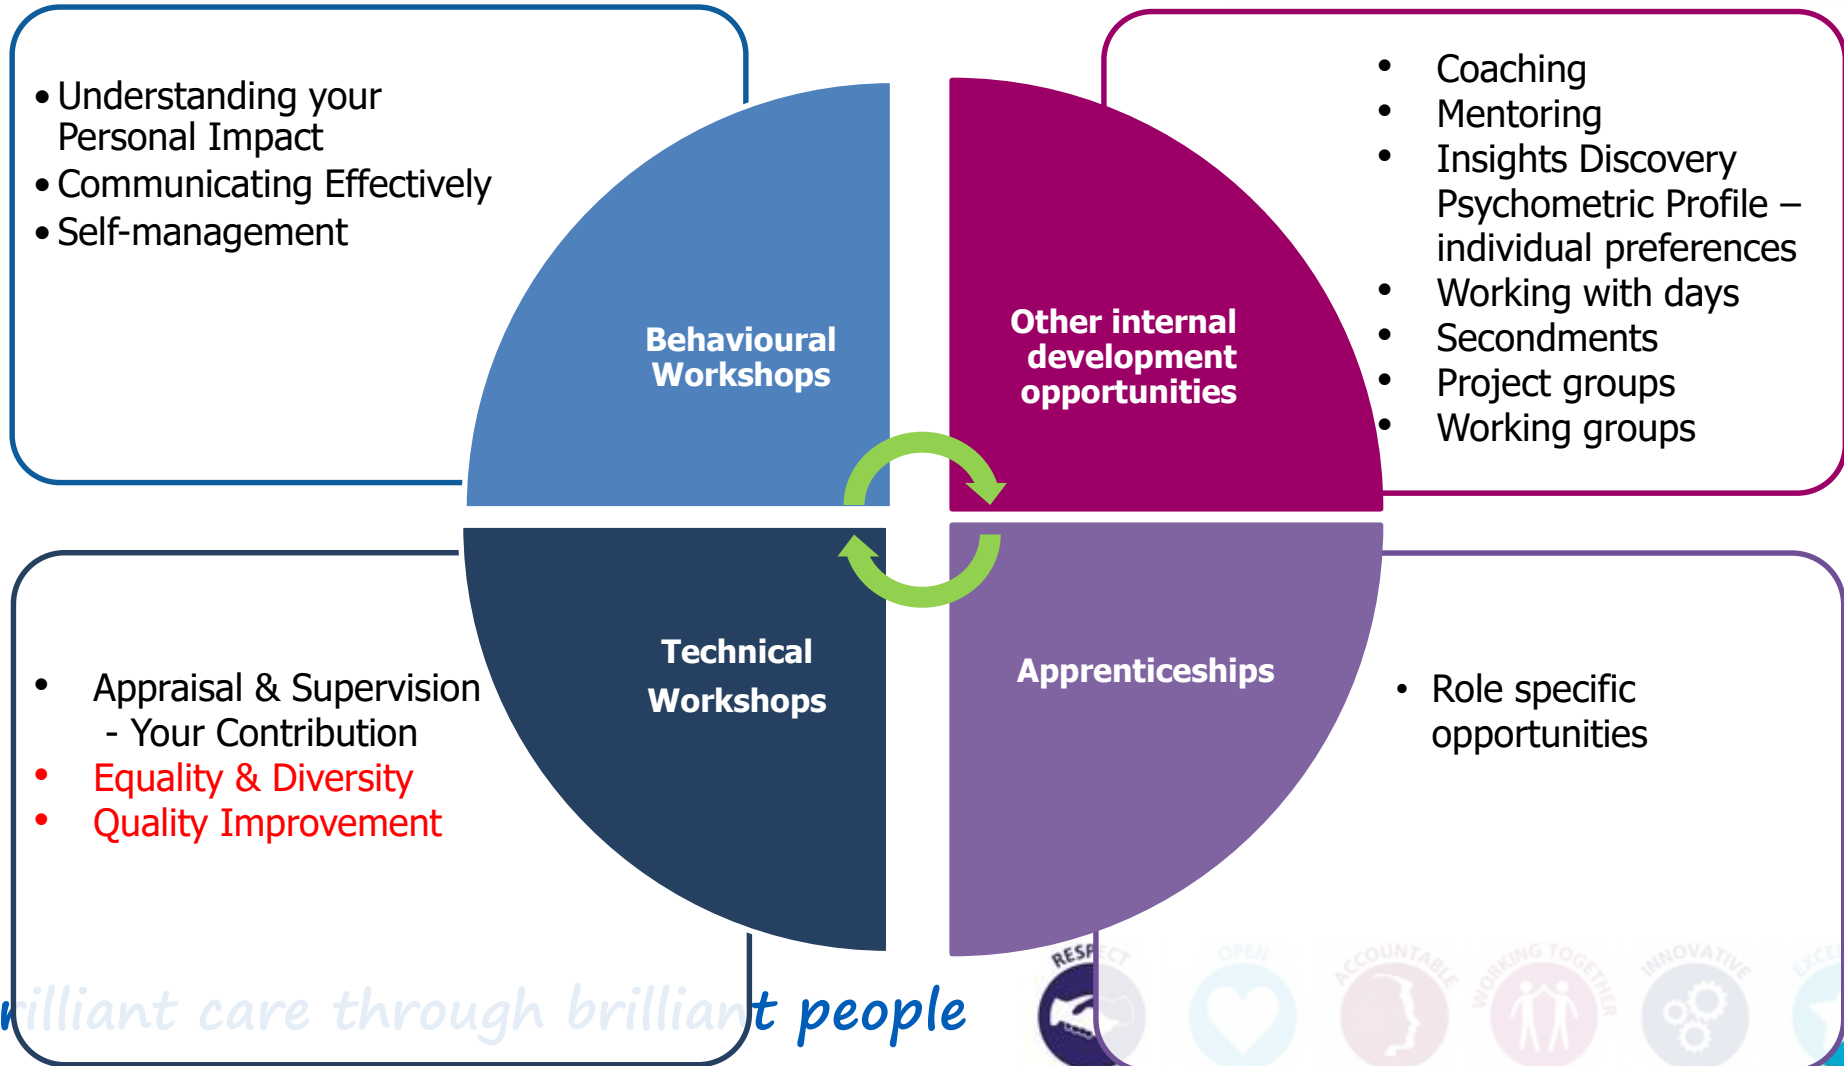 • Understanding your
Personal Impact
• Communicating Effectively
• Self-management
Behavioural
Workshops
Other internal
development
opportunities
• Coaching
• Mentoring
• Insights Discovery
Psychometric Profile –
individual preferences
• Working with days
• Secondments
• Project groups
• Working groups
Technical
Workshops
• Appraisal & Supervision
- Your Contribution
• Equality & Diversity
• Quality Improvement
Apprenticeships
• Role specific
opportunities
rilliant care through brilliant people
RESPECT
OPEN
ACCOUNTABLE
WORKING TOGETHER
INNOVATIVE